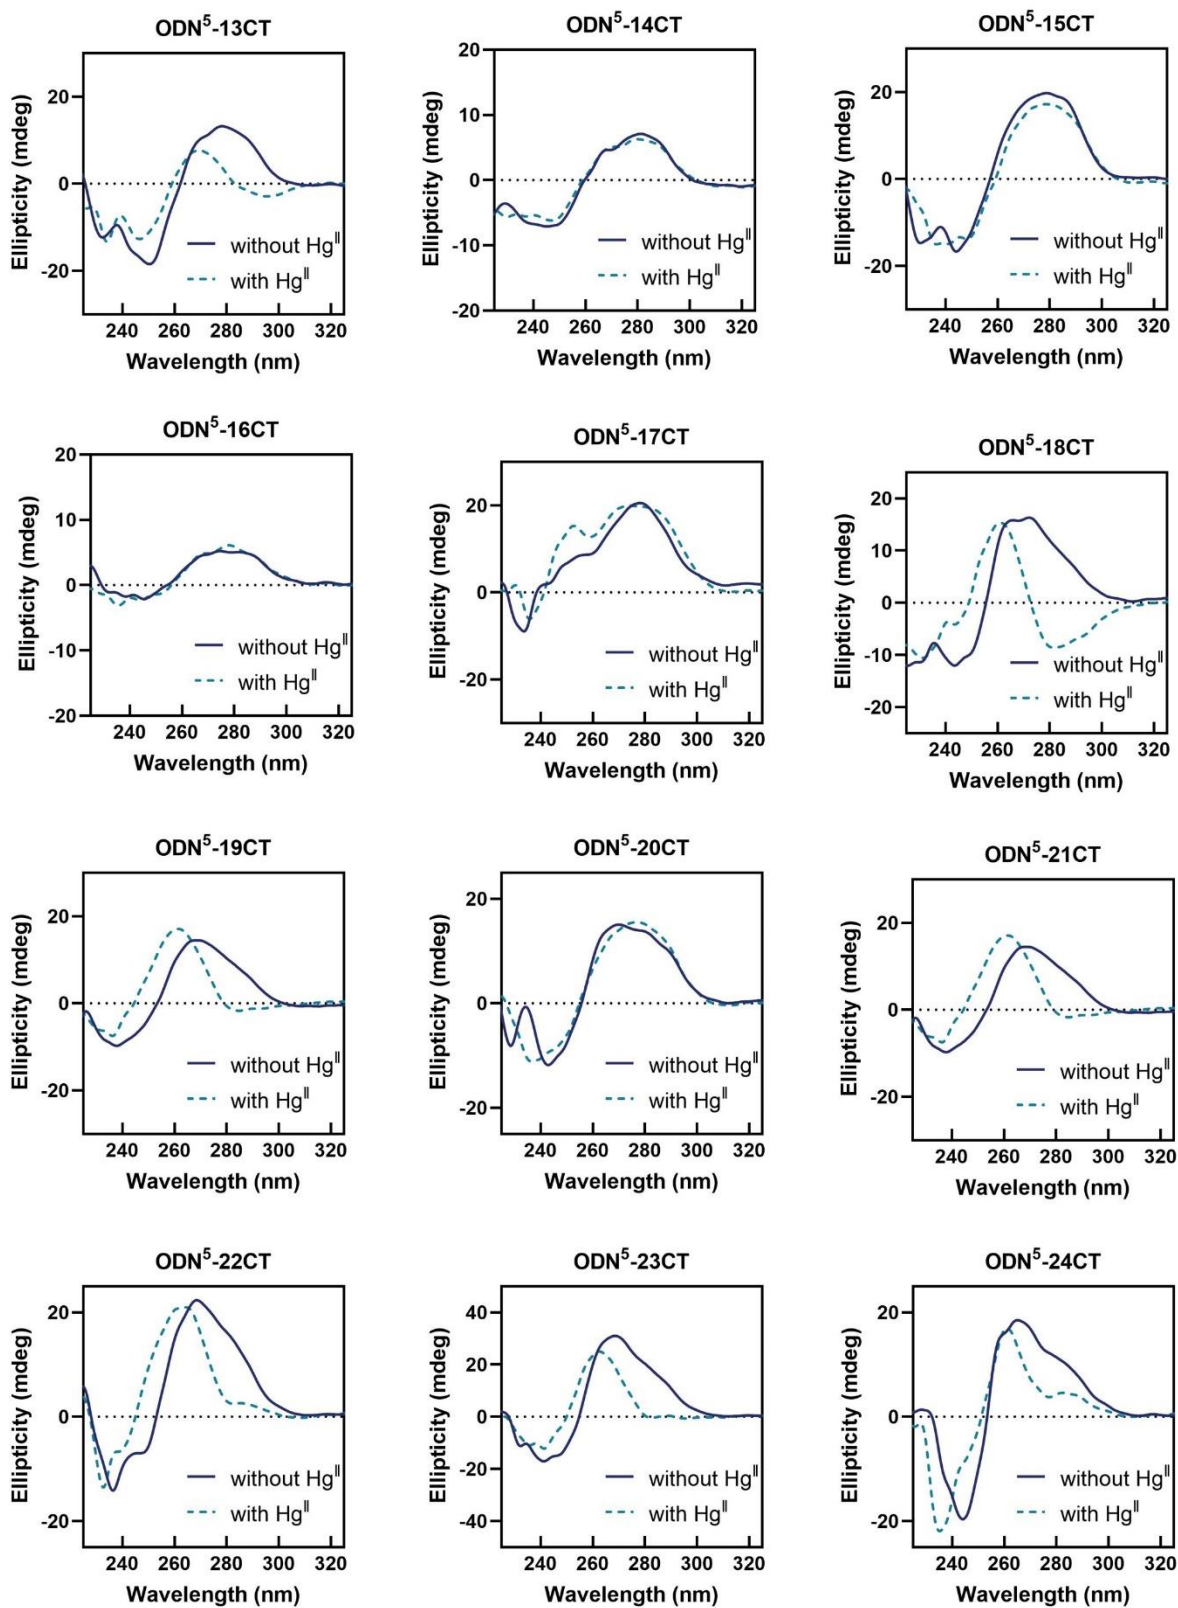 ODN⁵-13CT
Ellipticity (mdeg)
20
0
-20
without Hgᴵᴵ
with Hgᴵᴵ
240 260 280 300 320
Wavelength (nm)
ODN⁵-14CT
Ellipticity (mdeg)
20
10
0
-10
-20
without Hgᴵᴵ
with Hgᴵᴵ
240 260 280 300 320
Wavelength (nm)
ODN⁵-15CT
Ellipticity (mdeg)
20
0
-20
without Hgᴵᴵ
with Hgᴵᴵ
240 260 280 300 320
Wavelength (nm)
ODN⁵-16CT
Ellipticity (mdeg)
20
10
0
-10
-20
without Hgᴵᴵ
with Hgᴵᴵ
240 260 280 300 320
Wavelength (nm)
ODN⁵-17CT
Ellipticity (mdeg)
20
0
-20
without Hgᴵᴵ
with Hgᴵᴵ
240 260 280 300 320
Wavelength (nm)
ODN⁵-18CT
Ellipticity (mdeg)
20
10
0
-10
-20
without Hgᴵᴵ
with Hgᴵᴵ
240 260 280 300 320
Wavelength (nm)
ODN⁵-19CT
Ellipticity (mdeg)
20
0
-20
without Hgᴵᴵ
with Hgᴵᴵ
240 260 280 300 320
Wavelength (nm)
ODN⁵-20CT
Ellipticity (mdeg)
20
0
-20
without Hgᴵᴵ
with Hgᴵᴵ
240 260 280 300 320
Wavelength (nm)
ODN⁵-21CT
Ellipticity (mdeg)
20
0
-20
without Hgᴵᴵ
with Hgᴵᴵ
240 260 280 300 320
Wavelength (nm)
ODN⁵-22CT
Ellipticity (mdeg)
20
0
-20
without Hgᴵᴵ
with Hgᴵᴵ
240 260 280 300 320
Wavelength (nm)
ODN⁵-23CT
Ellipticity (mdeg)
40
20
0
-20
-40
without Hgᴵᴵ
with Hgᴵᴵ
240 260 280 300 320
Wavelength (nm)
ODN⁵-24CT
Ellipticity (mdeg)
20
0
-20
without Hgᴵᴵ
with Hgᴵᴵ
240 260 280 300 320
Wavelength (nm)